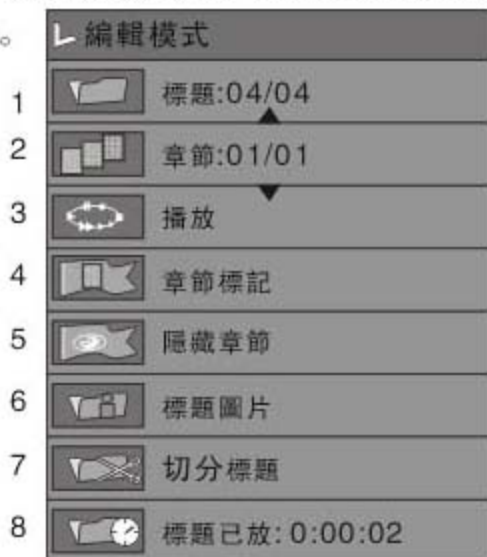 。
編輯模式
1 標題:04/04
2 章節:01/01
3 播放
4 章節標記
5 隱藏章節
6 標題圖片
7 切分標題
8 標題已放: 0:00:02